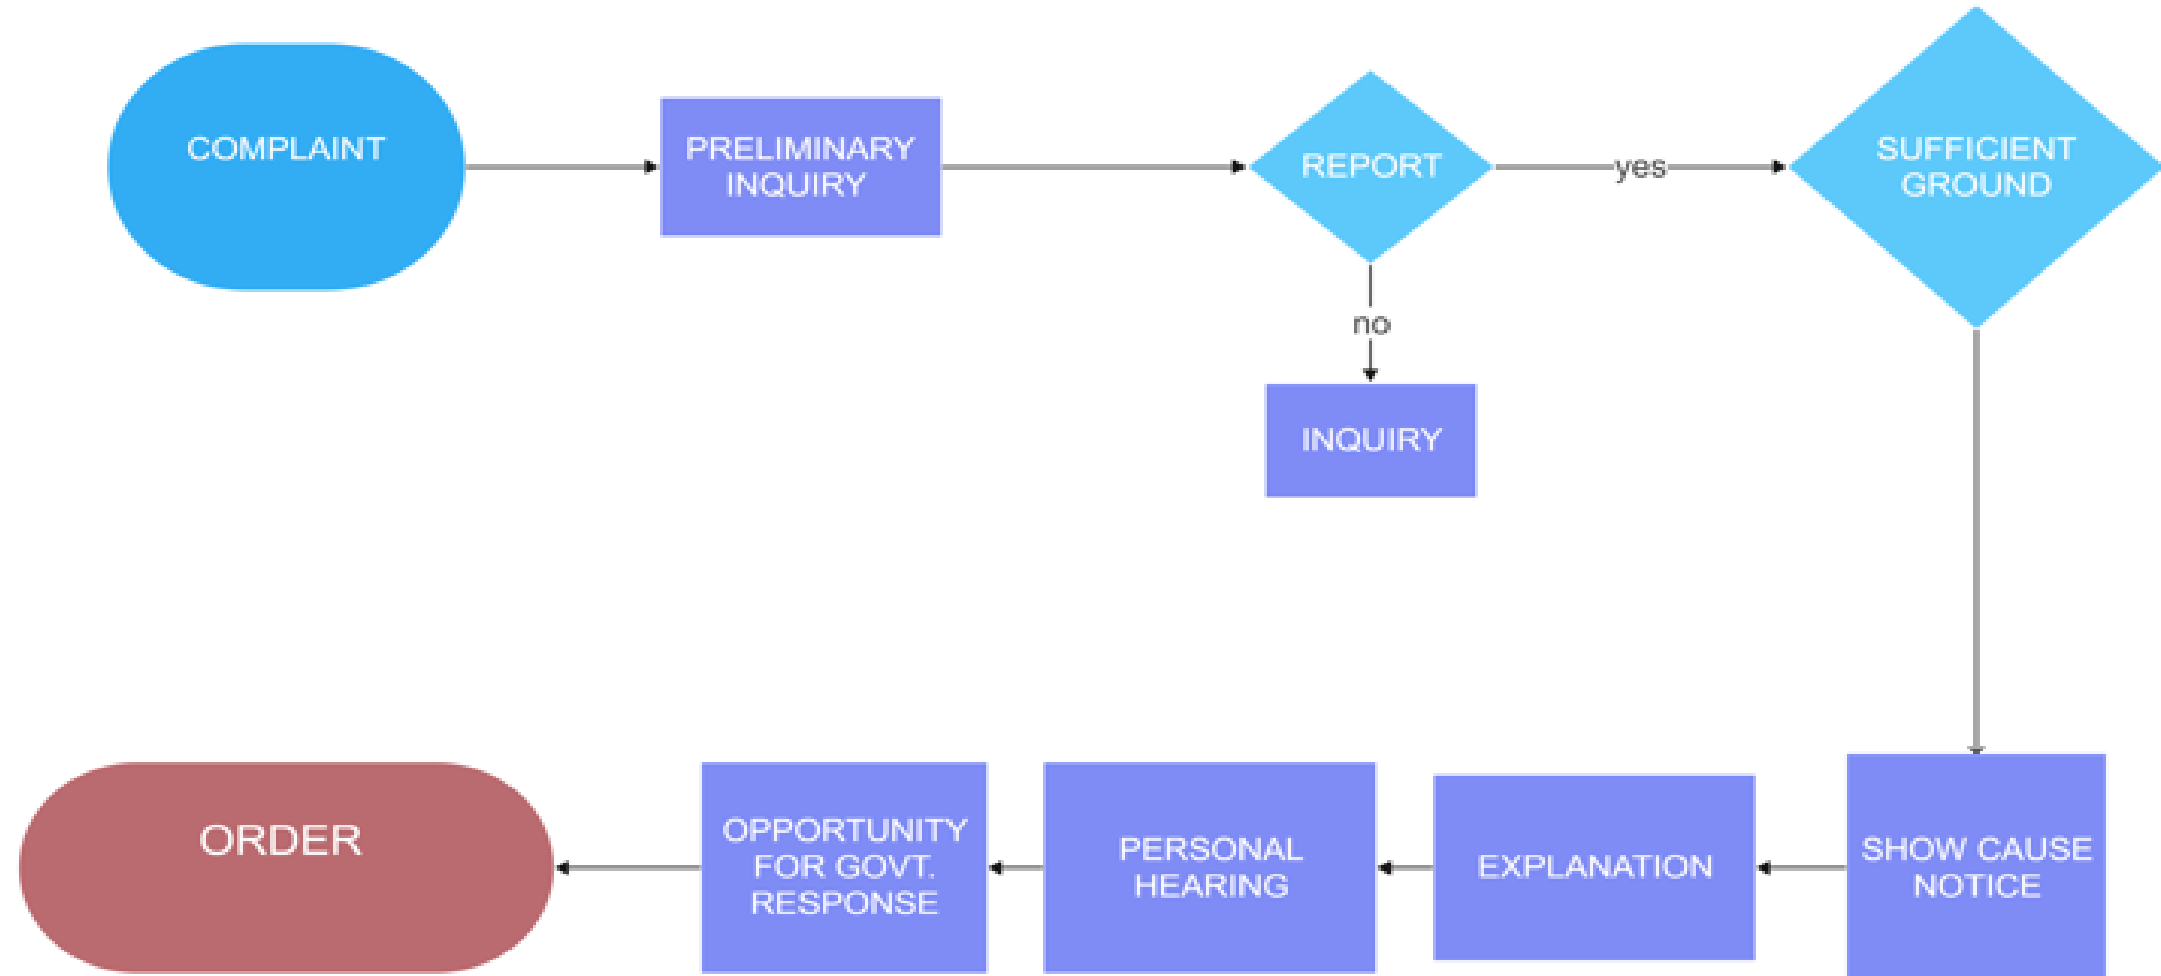 COMPLAINT
PRELIMINARY
INQUIRY
REPORT
yes
SUFFICIENT
GROUND
no
INQUIRY
SHOW CAUSE
NOTICE
EXPLANATION
PERSONAL
HEARING
OPPORTUNITY
FOR GOVT.
RESPONSE
ORDER